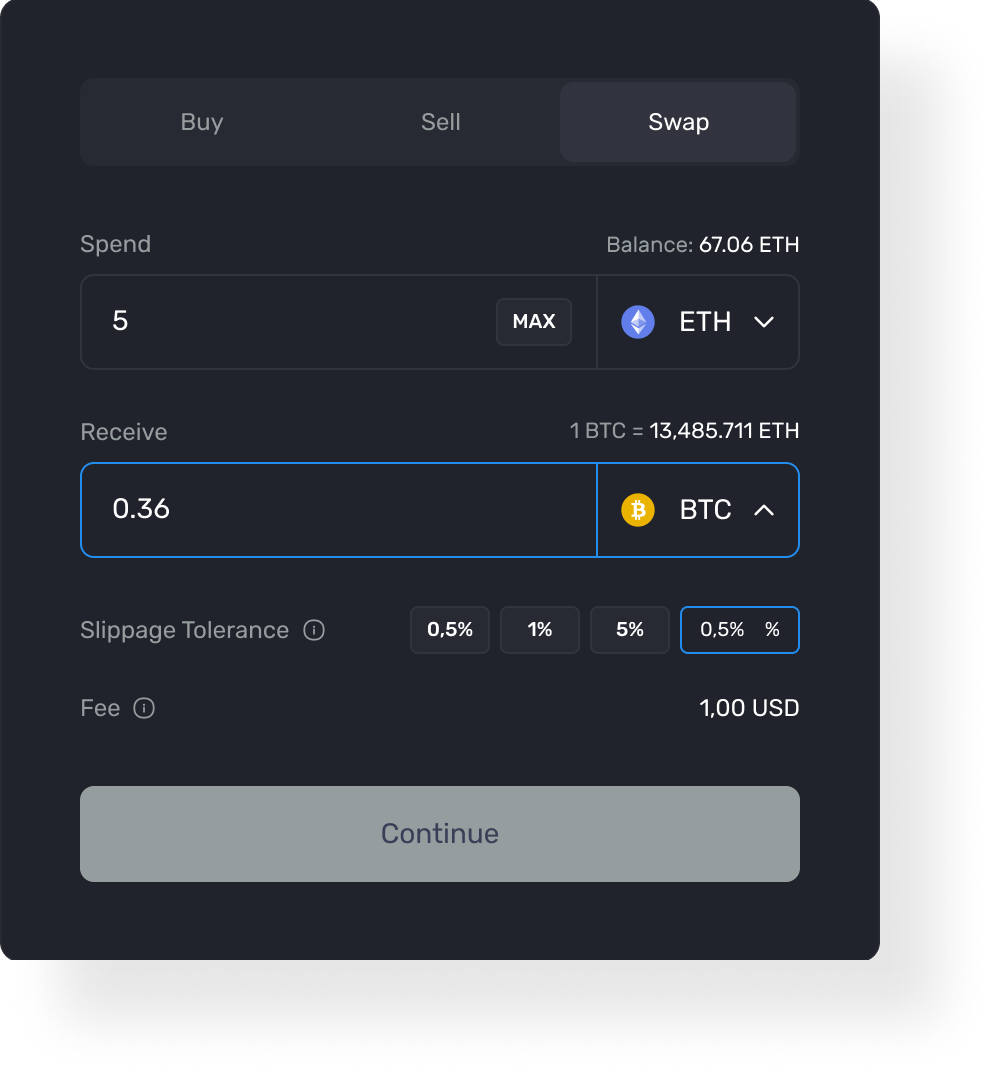 Buy Sell Swap
Spend Balance: 67.06 ETH
5 MAX ETH
Receive 1 BTC = 13,485.711 ETH
0.36 BTC
Slippage Tolerance 0,5% 1% 5% 0,5% %
Fee 1,00 USD
Continue